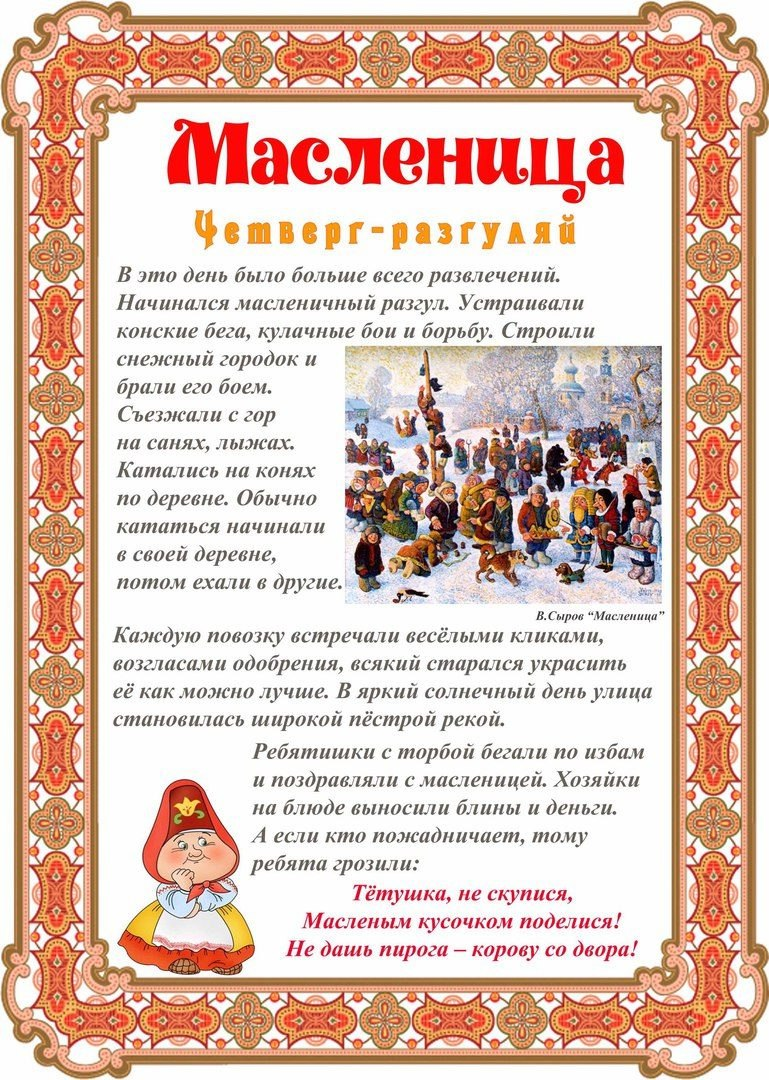 Масленица
Четверг-разгуляй
В это день было больше всего развлечений.
Начинался масленичный разгул. Устраивали
конские бега, кулачные бои и борьбу. Строили
снежный городок и
брали его боем.
Съезжали с гор
на санях, лыжах.
Катались на конях
по деревне. Обычно
кататься начинали
в своей деревне,
потом ехали в другие.
В.Сыров “Масленица”
Каждую повозку встречали весёлыми кликами,
возгласами одобрения, всякий старался украсить
её как можно лучше. В яркий солнечный день улица
становилась широкой пёстрой рекой.
Ребятишки с торбой бегали по избам
и поздравляли с масленицей. Хозяйки
на блюде выносили блины и деньги.
А если кто пожадничает, тому
ребята грозили:
Тётушка, не скупися,
Масленым кусочком поделися!
Не дашь пирога – корову со двора!